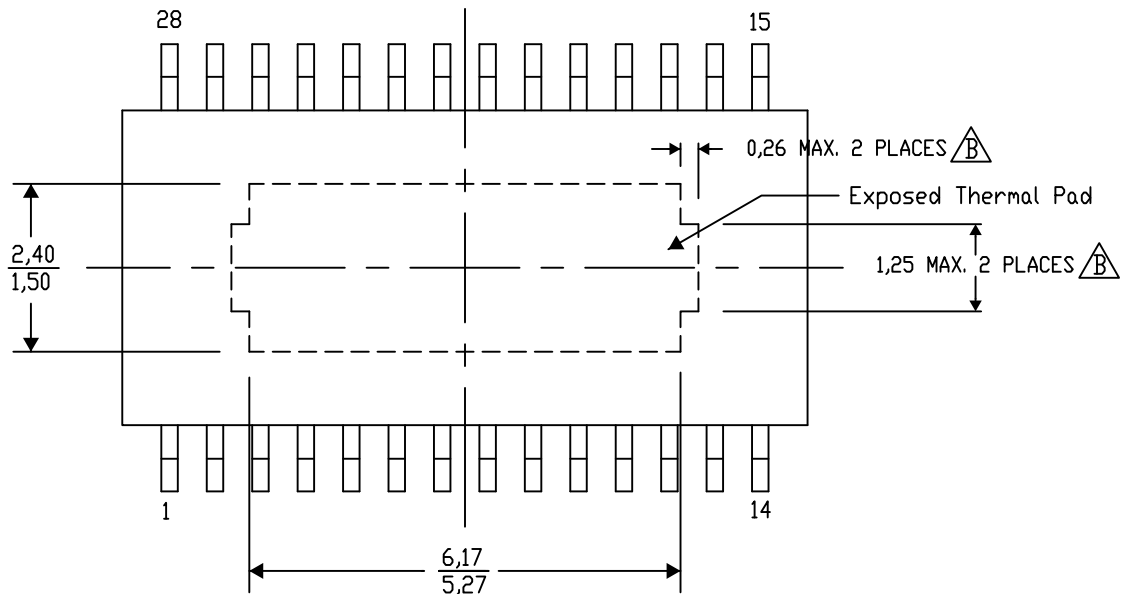 28
15
0,26 MAX. 2 PLACES B
Exposed Thermal Pad
2,40
1,50
1,25 MAX. 2 PLACES B
1
14
6,17
5,27